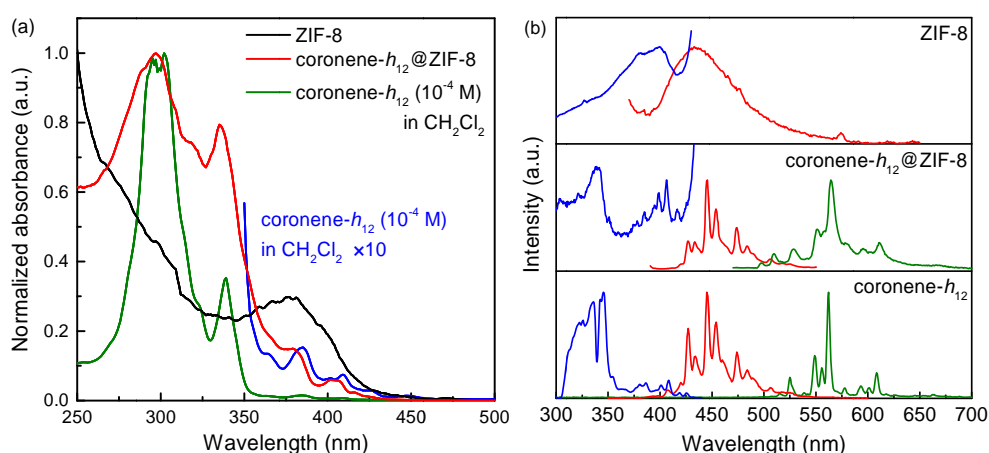 (a)
ZIF-8
coronene-h₁₂@ZIF-8
coronene-h₁₂ (10⁻⁴ M)
in CH₂Cl₂
coronene-h₁₂ (10⁻⁴ M)
in CH₂Cl₂ ×10
Normalized absorbance (a.u.)
1.0
0.8
0.6
0.4
0.2
0.0
250 300 350 400 450 500
Wavelength (nm)
(b)
ZIF-8
coronene-h₁₂@ZIF-8
coronene-h₁₂
Intensity (a.u.)
300 350 400 450 500 550 600 650 700
Wavelength (nm)